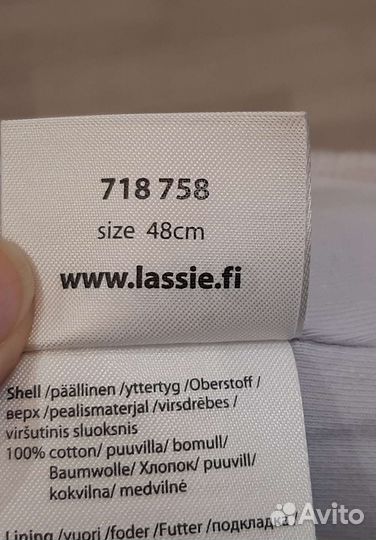 718 758
size 48cm
www.lassie.fi
Shell /päällinen /yttertyg /Oberstoff /
верх /pealismaterjal /virsdrēbes /
viršutinis sluoksnis
100% cotton/ puuvilla/ bomull/
Baumwolle/ Хлопок/ puuvill/
kokvilna/ medvilnė
Lining /vuori /foder /Futter /подкладка/
Avito